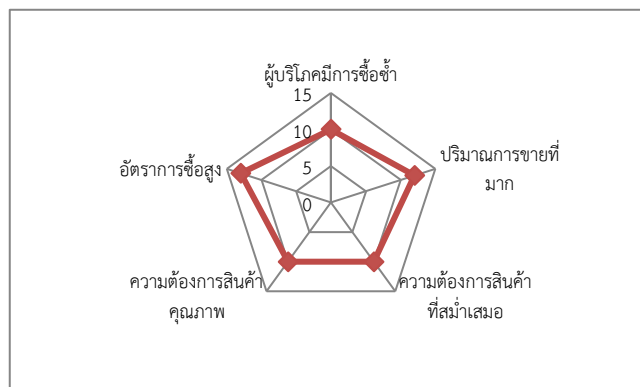 ผู้บริโภคมีการซื้อซ้ำ
15
10
5
0
ปริมาณการขายที่
มาก
ความต้องการสินค้า
ที่สม่ำเสมอ
ความต้องการสินค้า
คุณภาพ
อัตราการซื้อสูง